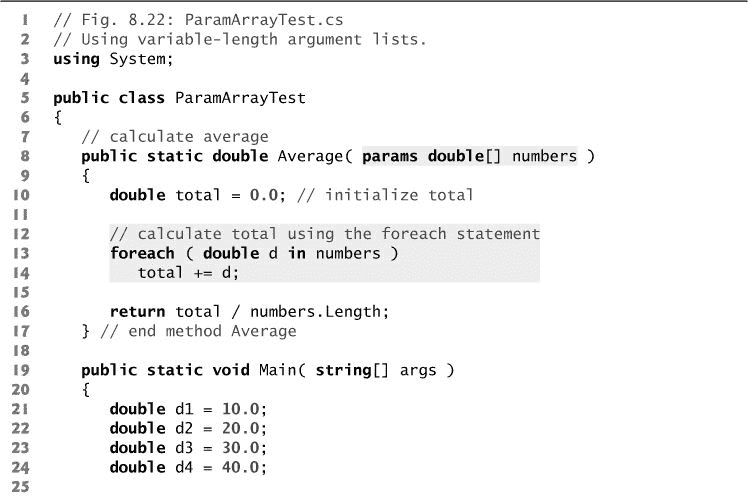 1 // Fig. 8.22: ParamArrayTest.cs
2 // Using variable-length argument lists.
3 using System;
4
5 public class ParamArrayTest
6 {
7 // calculate average
8 public static double Average( params double[] numbers )
9 {
10 double total = 0.0; // initialize total
11
12 // calculate total using the foreach statement
13 foreach ( double d in numbers )
14 total += d;
15
16 return total / numbers.Length;
17 } // end method Average
18
19 public static void Main( string[] args )
20 {
21 double d1 = 10.0;
22 double d2 = 20.0;
23 double d3 = 30.0;
24 double d4 = 40.0;
25